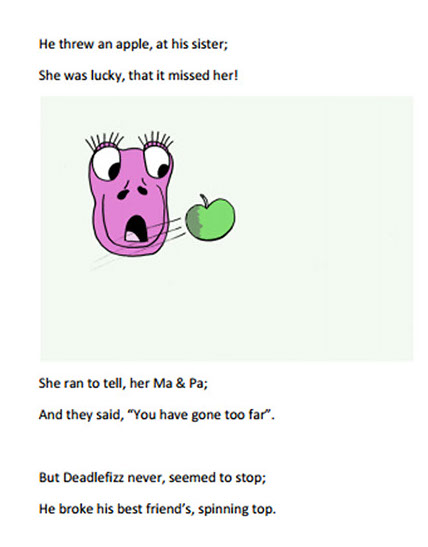 He threw an apple, at his sister;
She was lucky, that it missed her!
She ran to tell, her Ma & Pa;
And they said, “You have gone too far”.
But Deadlefizz never, seemed to stop;
He broke his best friend’s, spinning top.